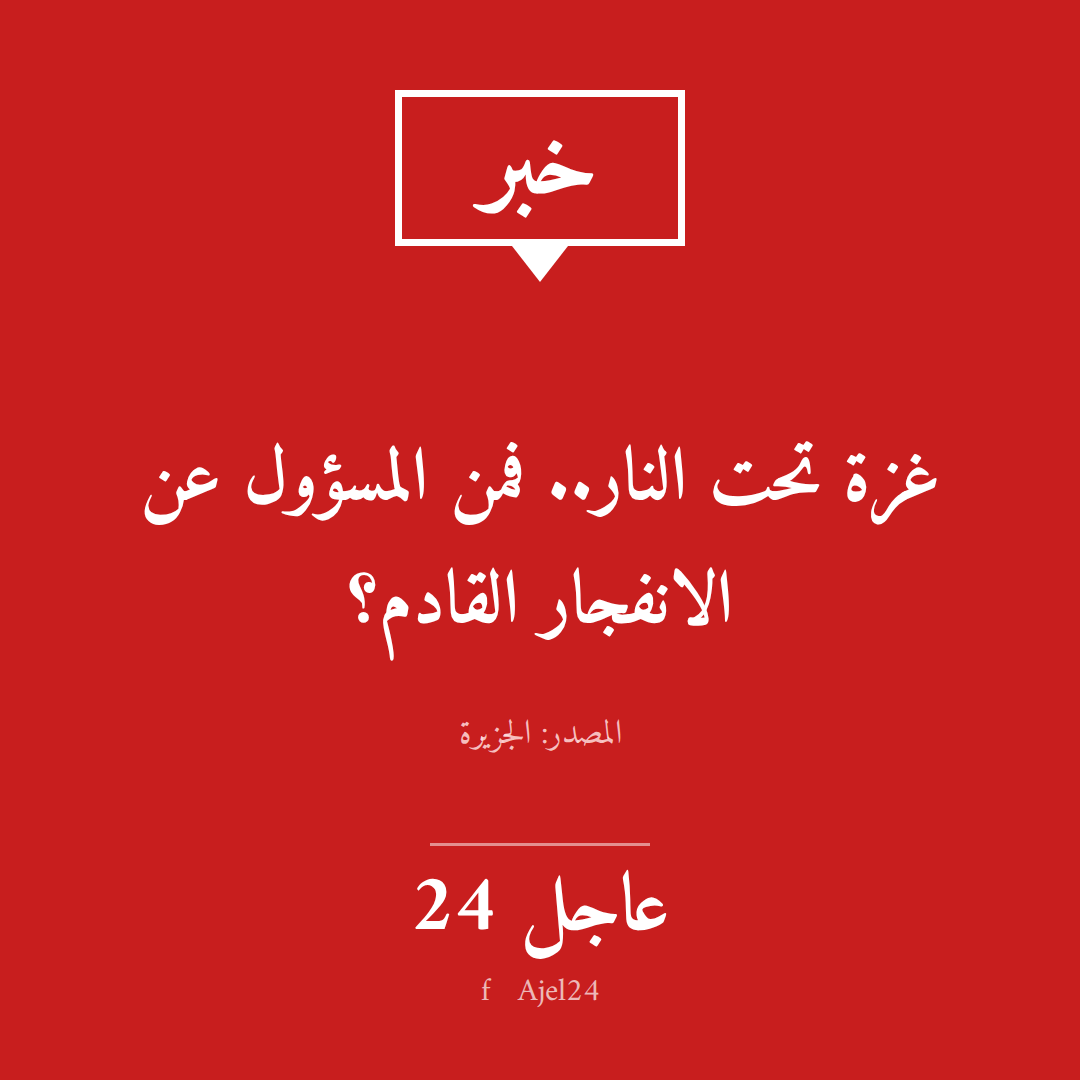 خبر
غزة تحت النار.. فمن المسؤول عن
الانفجار القادم؟
المصدر: الجزيرة
عاجل 24
f Ajel24